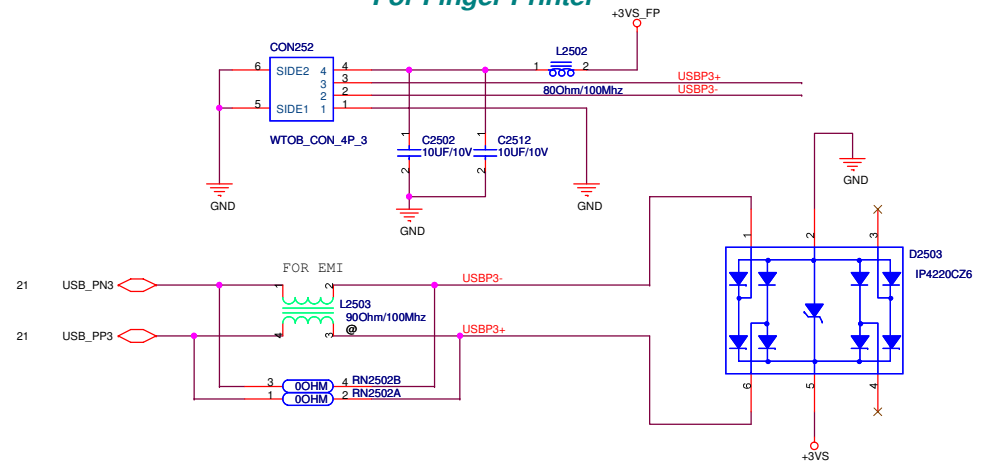 For Finger Printer
+3VS_FP
CON252
L2502
6 SIDE2 4 4
1 2
3 3
USBP3+
2 2
80Ohm/100Mhz
USBP3-
5 SIDE1 1 1
WTOB_CON_4P_3
1 C2502
10UF/10V
2
1 C2512
10UF/10V
2
GND
GND
GND
GND
1 2 3
D2503
IP4220CZ6
FOR EMI
21 USB_PN3
1 2
USBP3-
L2503
90Ohm/100Mhz
@
21 USB_PP3
4 3
USBP3+
3 0OHM 4 RN2502B
1 0OHM 2 RN2502A
6 5 4
+3VS